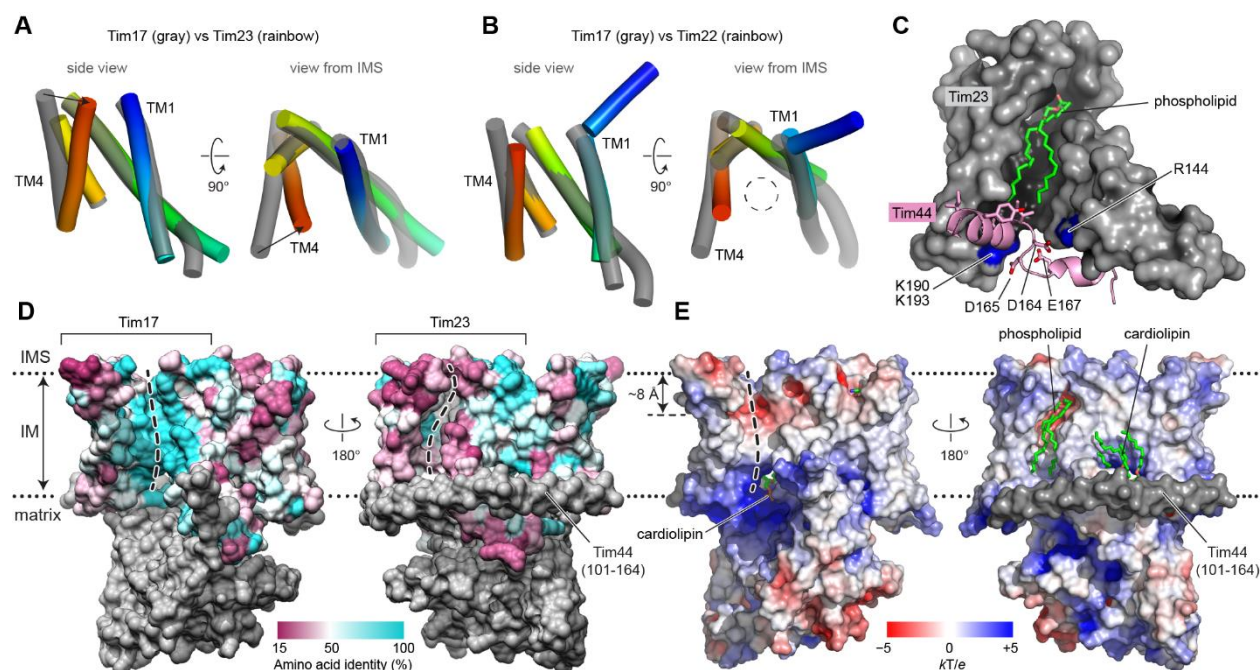 A
Tim17 (gray) vs Tim23 (rainbow)
side view
view from IMS
TM1
TM1
TM4
90°
TM4
B
Tim17 (gray) vs Tim22 (rainbow)
side view
view from IMS
TM1
TM1
TM4
90°
TM4
C
Tim23
phospholipid
R144
Tim44
K190
K193
D165
D164
E167
D
Tim17
Tim23
IMS
IM
matrix
180°
Tim44
(101-164)
15 50 100
Amino acid identity (%)
E
phospholipid
cardiolipin
~8 Å
180°
cardiolipin
Tim44
(101-164)
−5 0 +5
kT/e